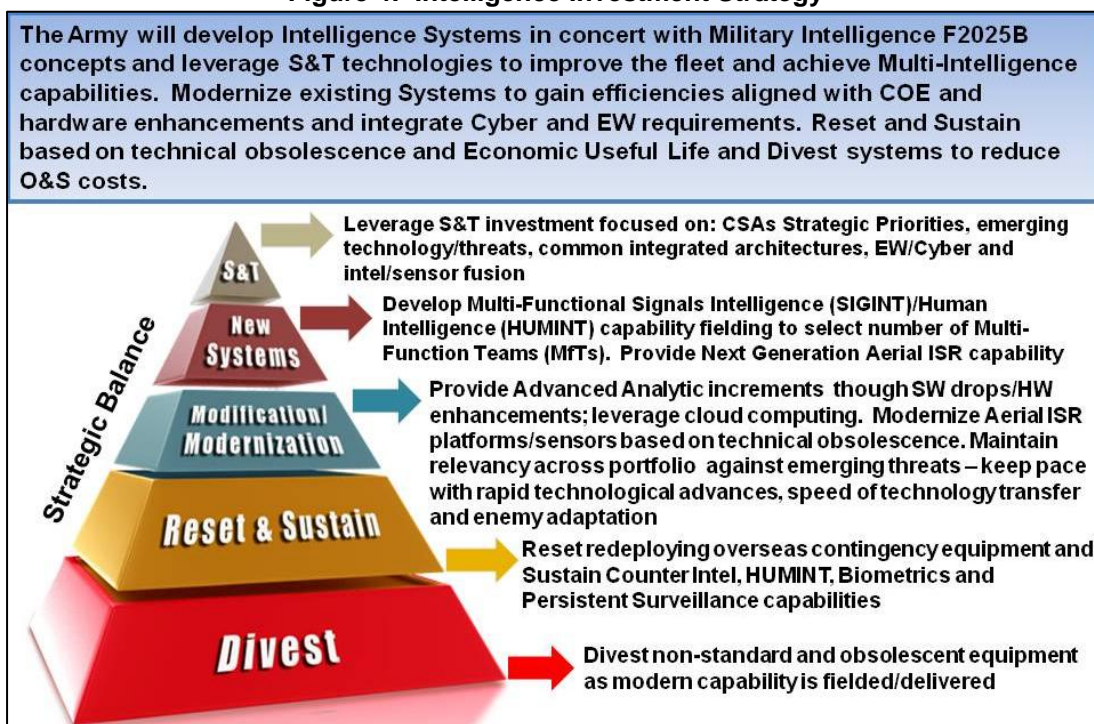 The Army will develop Intelligence Systems in concert with Military Intelligence F2025B
concepts and leverage S&T technologies to improve the fleet and achieve Multi-Intelligence
capabilities. Modernize existing Systems to gain efficiencies aligned with COE and
hardware enhancements and integrate Cyber and EW requirements. Reset and Sustain
based on technical obsolescence and Economic Useful Life and Divest systems to reduce
O&S costs.
Strategic Balance
S&T
Leverage S&T investment focused on: CSAs Strategic Priorities, emerging
technology/threats, common integrated architectures, EW/Cyber and
intel/sensor fusion
New
Systems
Develop Multi-Functional Signals Intelligence (SIGINT)/Human
Intelligence (HUMINT) capability fielding to select number of Multi-
Function Teams (MfTs). Provide Next Generation Aerial ISR capability
Modification/
Modernization
Provide Advanced Analytic increments though SW drops/HW
enhancements; leverage cloud computing. Modernize Aerial ISR
platforms/sensors based on technical obsolescence. Maintain
relevancy across portfolio against emerging threats – keep pace
with rapid technological advances, speed of technology transfer
and enemy adaptation
Reset & Sustain
Reset redeploying overseas contingency equipment and
Sustain Counter Intel, HUMINT, Biometrics and
Persistent Surveillance capabilities
Divest
Divest non-standard and obsolescent equipment
as modern capability is fielded/delivered